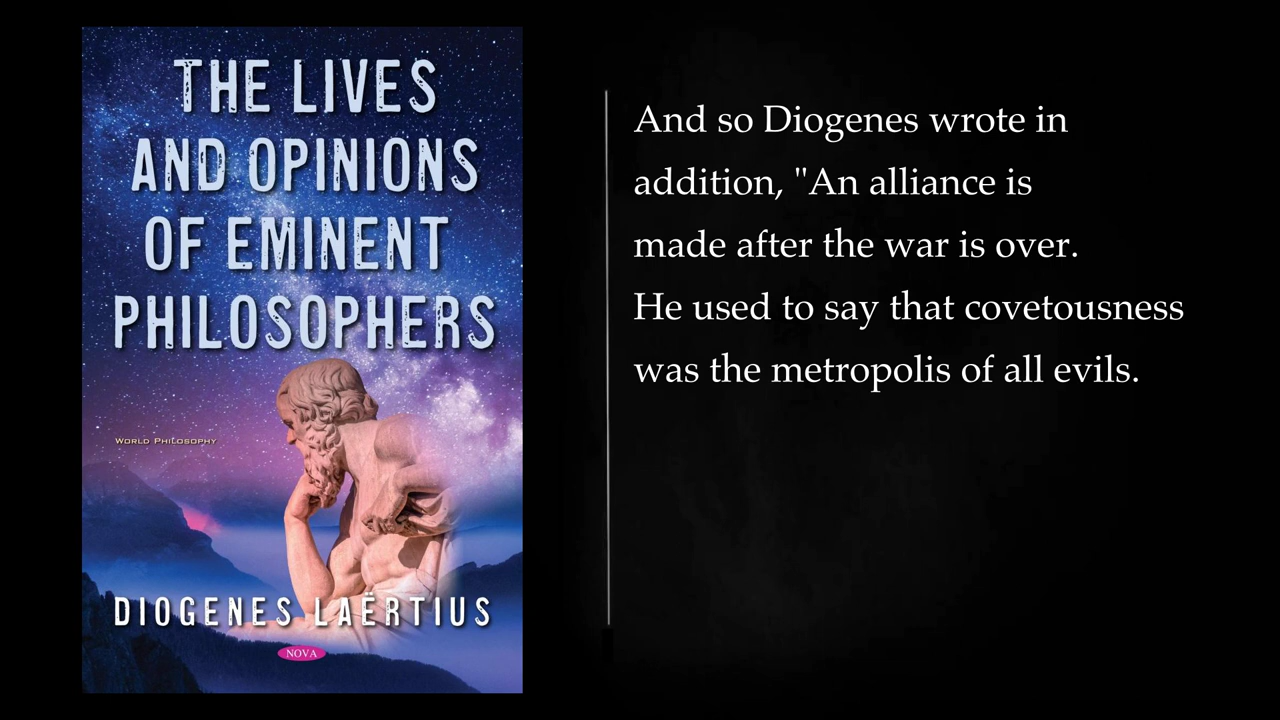 THE LIVES
AND OPINIONS
OF EMINENT
PHILOSOPHERS
WORLD PHILOSOPHY
DIOGENES LAËRTIUS
NOVA
And so Diogenes wrote in
addition, "An alliance is
made after the war is over.
He used to say that covetousness
was the metropolis of all evils.